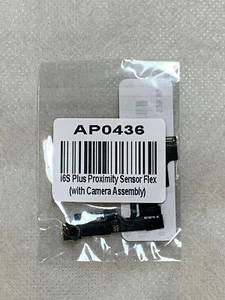 AP0436
i6S Plus Proximity Sensor Flex
(with Camera Assembly)